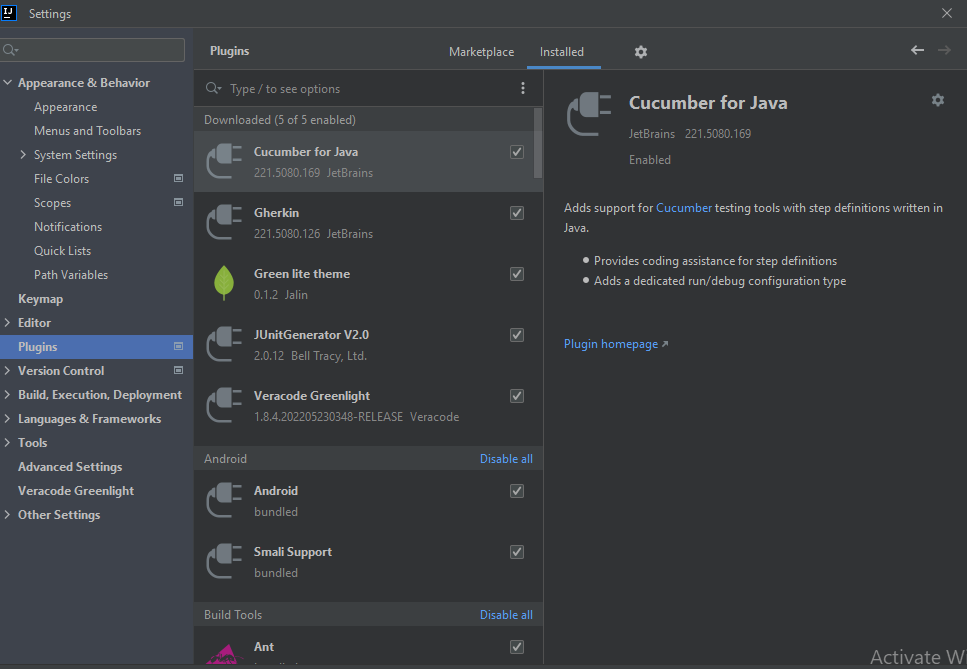 IJ
Settings
Appearance & Behavior
Appearance
Menus and Toolbars
System Settings
File Colors
Scopes
Notifications
Quick Lists
Path Variables
Keymap
Editor
Plugins
Version Control
Build, Execution, Deployment
Languages & Frameworks
Tools
Advanced Settings
Veracode Greenlight
Other Settings
Plugins
Marketplace
Installed
Type / to see options
Downloaded (5 of 5 enabled)
Cucumber for Java
221.5080.169 JetBrains
Gherkin
221.5080.126 JetBrains
Green lite theme
0.1.2 Jalin
JUnitGenerator V2.0
2.0.12 Bell Tracy, Ltd.
Veracode Greenlight
1.8.4.202205230348-RELEASE Veracode
Android Disable all
Android
bundled
Smali Support
bundled
Build Tools Disable all
Ant
Cucumber for Java
JetBrains 221.5080.169
Enabled
Adds support for Cucumber testing tools with step definitions written in
Java.
• Provides coding assistance for step definitions
• Adds a dedicated run/debug configuration type
Plugin homepage ↗
Activate W